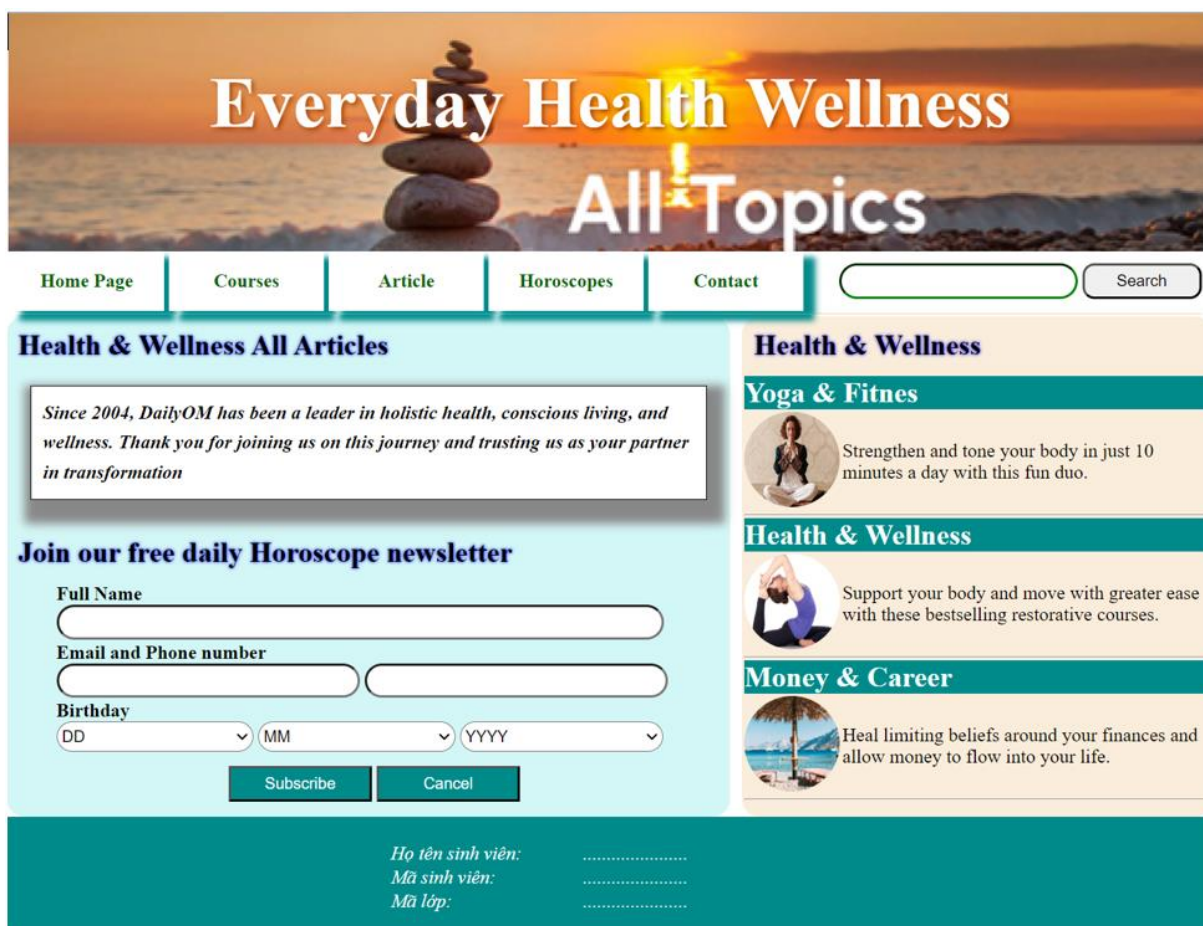 Everyday Health Wellness
All Topics
Home Page
Courses
Article
Horoscopes
Contact
Search
Health & Wellness All Articles
Since 2004, DailyOM has been a leader in holistic health, conscious living, and
wellness. Thank you for joining us on this journey and trusting us as your partner
in transformation
Join our free daily Horoscope newsletter
Full Name
Email and Phone number
Birthday
DD
MM
YYYY
Subscribe
Cancel
Health & Wellness
Yoga & Fitnes
Strengthen and tone your body in just 10
minutes a day with this fun duo.
Health & Wellness
Support your body and move with greater ease
with these bestselling restorative courses.
Money & Career
Heal limiting beliefs around your finances and
allow money to flow into your life.
Họ tên sinh viên: .......................
Mã sinh viên: .......................
Mã lớp: .......................